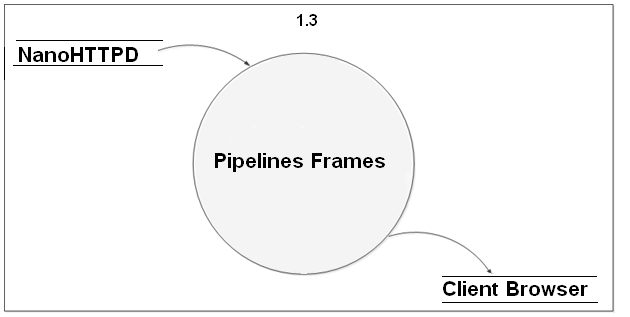 1.3
NanoHTTPD
Pipelines Frames
Client Browser